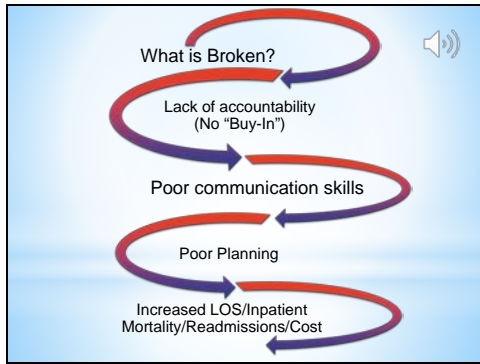 What is Broken?
Lack of accountability
(No “Buy-In”)
Poor communication skills
Poor Planning
Increased LOS/Inpatient
Mortality/Readmissions/Cost